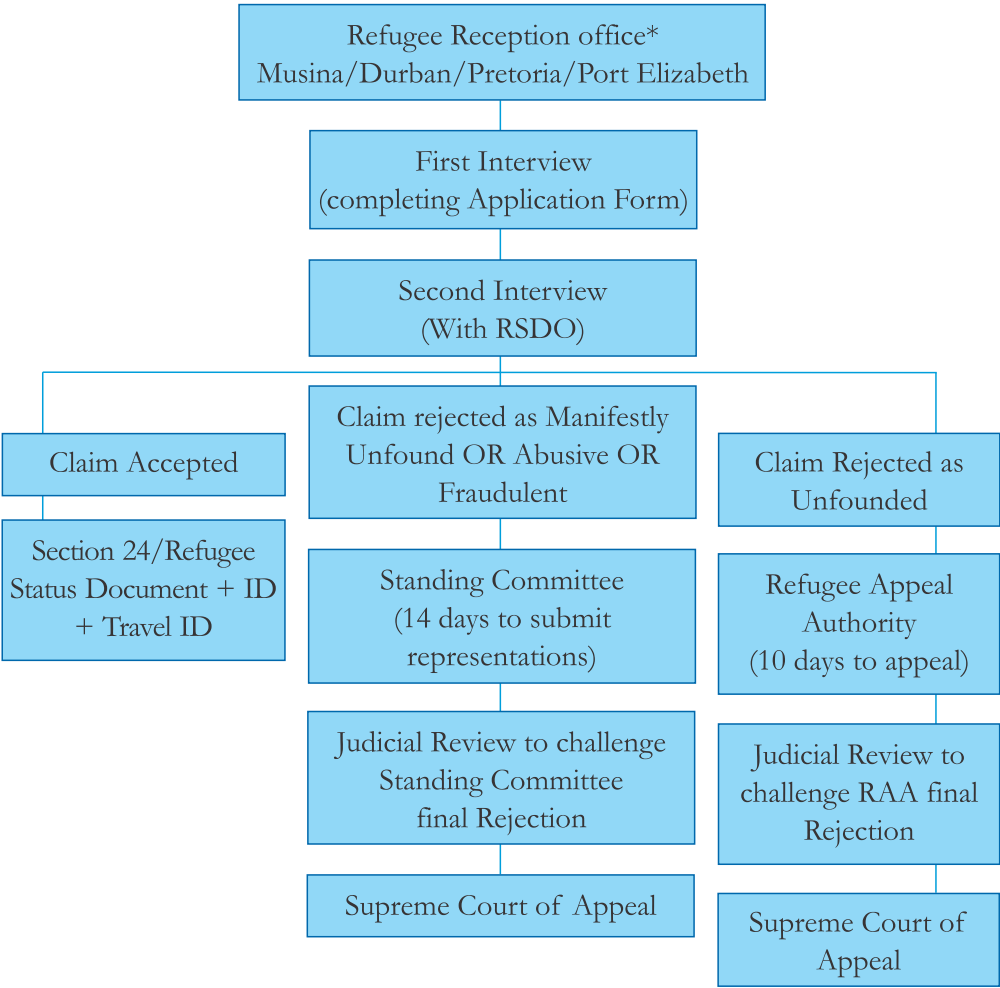 Refugee Reception office*
Musina/Durban/Pretoria/Port Elizabeth
First Interview
(completing Application Form)
Second Interview
(With RSDO)
Claim Accepted
Section 24/Refugee
Status Document + ID
+ Travel ID
Claim rejected as Manifestly
Unfound OR Abusive OR
Fraudulent
Standing Committee
(14 days to submit
representations)
Judicial Review to challenge
Standing Committee
final Rejection
Supreme Court of Appeal
Claim Rejected as
Unfounded
Refugee Appeal
Authority
(10 days to appeal)
Judicial Review to
challenge RAA final
Rejection
Supreme Court of
Appeal